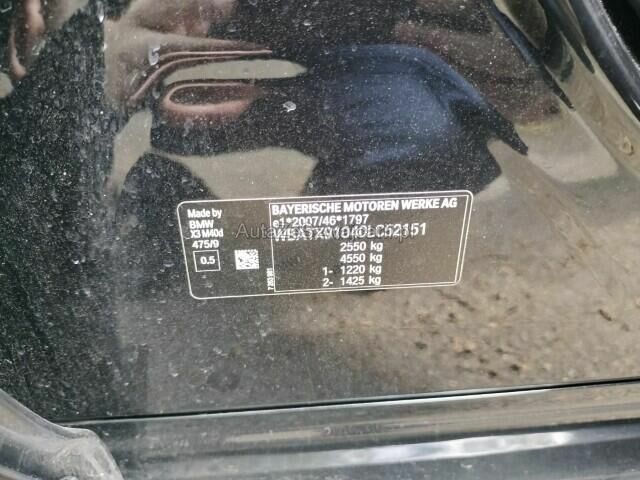 Made by
BMW
X3 M40d
475/9
0.5
BAYERISCHE MOTOREN WERKE AG
e1*2007/46*1797
2550 kg
4550 kg
1- 1220 kg
2- 1425 kg